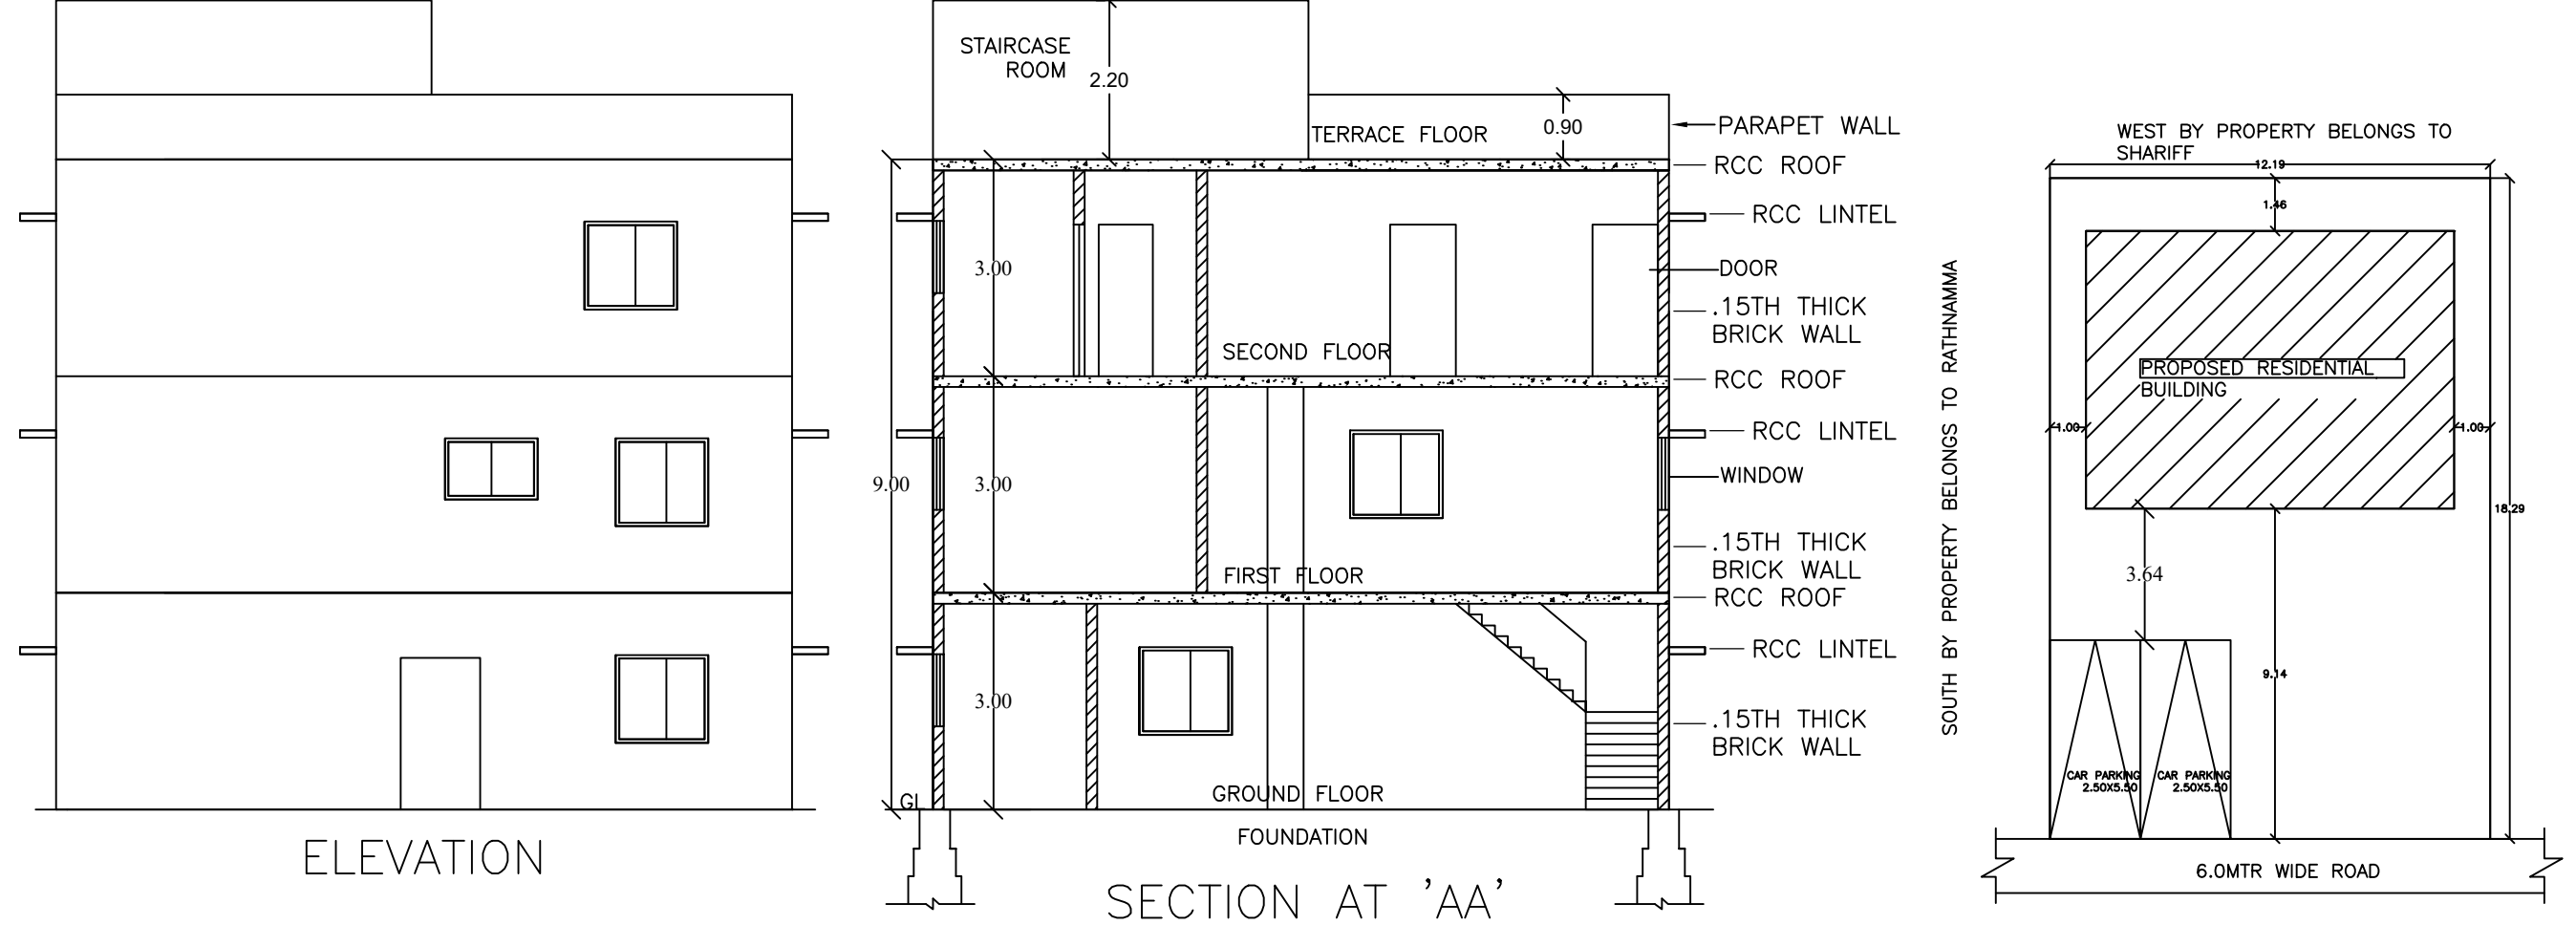 STAIRCASE
ROOM
2.20
TERRACE FLOOR
0.90
PARAPET WALL
RCC ROOF
RCC LINTEL
3.00
DOOR
.15TH THICK
BRICK WALL
SECOND FLOOR
RCC ROOF
RCC LINTEL
9.00
3.00
WINDOW
.15TH THICK
BRICK WALL
FIRST FLOOR
RCC ROOF
RCC LINTEL
3.00
.15TH THICK
BRICK WALL
GL
GROUND FLOOR
FOUNDATION
ELEVATION
SECTION AT 'AA'
WEST BY PROPERTY BELONGS TO
SHARIFF
12.19
1.46
SOUTH BY PROPERTY BELONGS TO RATHNAMMA
PROPOSED RESIDENTIAL
BUILDING
1.00
1.00
18.29
3.64
9.14
CAR PARKING
2.50X5.50
CAR PARKING
2.50X5.50
6.0MTR WIDE ROAD